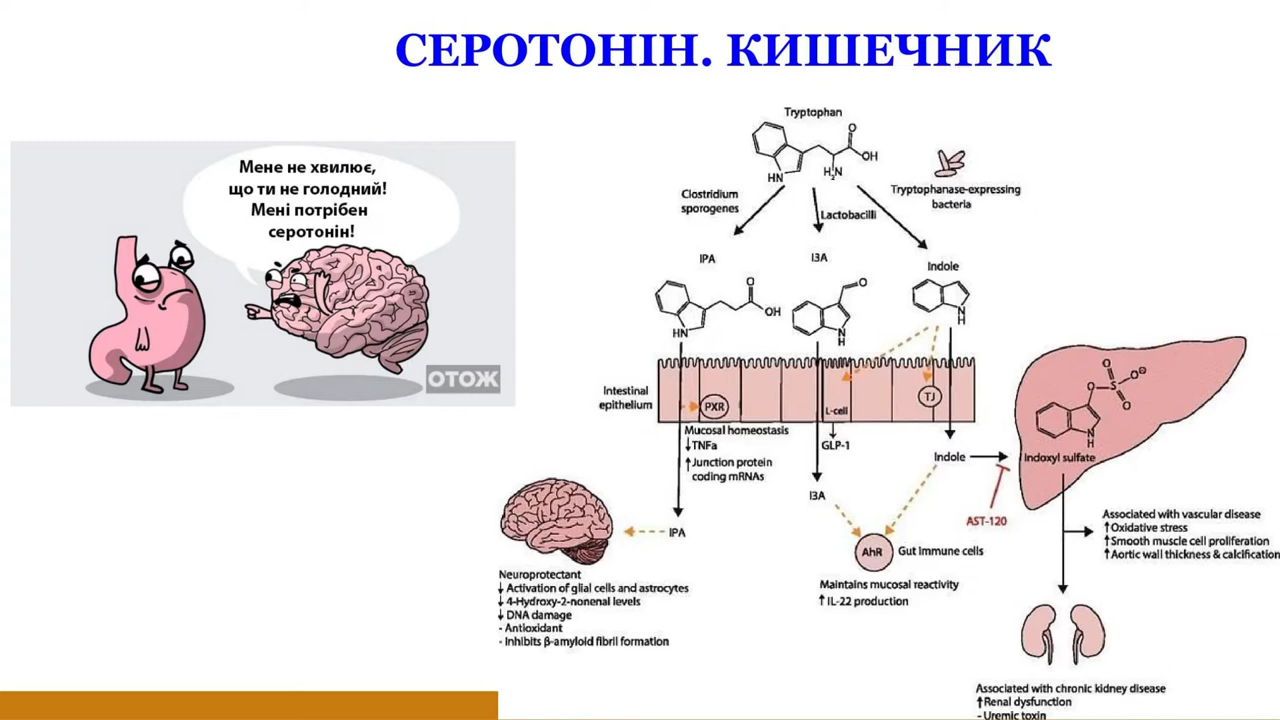 СЕРОТОНІН. КИШЕЧНИК
Мене не хвилює,
що ти не голодний!
Мені потрібен
серотонін!
ОТОЖ
Tryptophan
O
OH
HN
H2N
Clostridium
sporogenes
Lactobacilli
Tryptophanase-expressing
bacteria
IPA
I3A
Indole
O
OH
HN
O
N
H
N
H
Intestinal
epithelium
PXR
L-cell
TJ
Mucosal homeostasis
↓TNFa
↑Junction protein
coding mRNAs
GLP-1
I3A
IPA
Indole
O
O
S
O⊖
O
N
H
Indoxyl sulfate
AST-120
AhR
Gut immune cells
Maintains mucosal reactivity
↑IL-22 production
Neuroprotectant
↓Activation of glial cells and astrocytes
↓4-Hydroxy-2-nonenal levels
↓DNA damage
- Antioxidant
- Inhibits β-amyloid fibril formation
Associated with vascular disease
↑Oxidative stress
↑Smooth muscle cell proliferation
↑Aortic wall thickness & calcification
Associated with chronic kidney disease
↑Renal dysfunction
- Uremic toxin